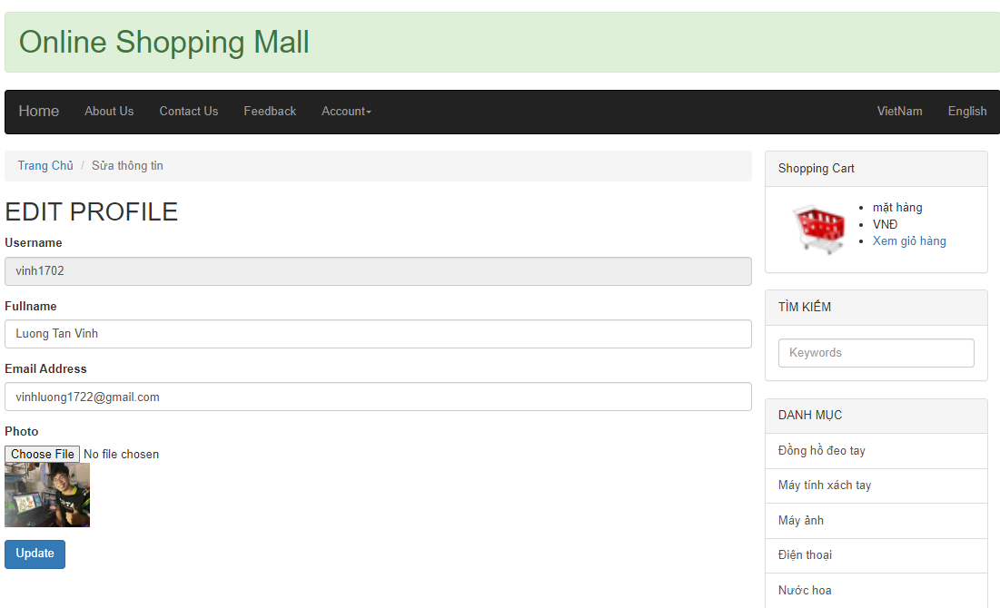 Online Shopping Mall
Home About Us Contact Us Feedback Account VietNam English
Trang Chủ / Sửa thông tin
EDIT PROFILE
Username
vinh1702
Fullname
Luong Tan Vinh
Email Address
vinhluong1722@gmail.com
Photo
Choose File No file chosen
Update
Shopping Cart
mặt hàng
VNĐ
Xem giỏ hàng
TÌM KIẾM
Keywords
DANH MỤC
Đồng hồ đeo tay
Máy tính xách tay
Máy ảnh
Điện thoại
Nước hoa